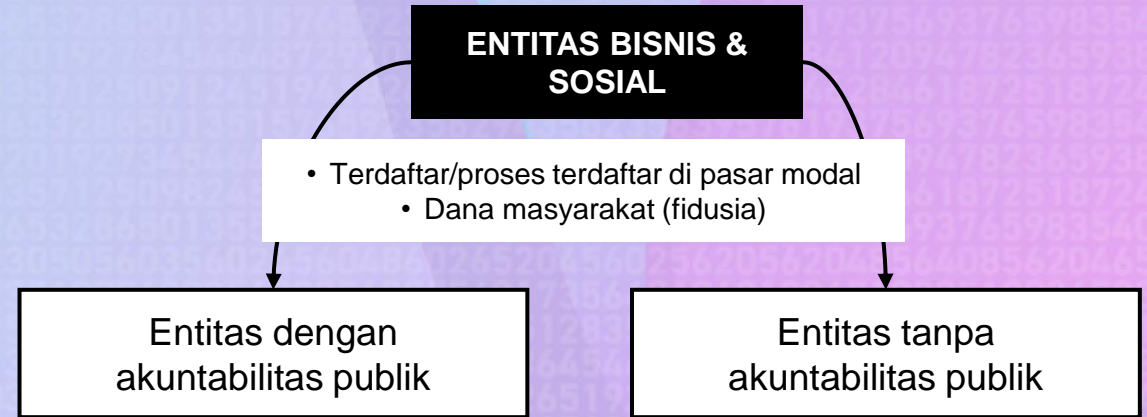 ENTITAS BISNIS &
SOSIAL
• Terdaftar/proses terdaftar di pasar modal
• Dana masyarakat (fidusia)
Entitas dengan
akuntabilitas publik
Entitas tanpa
akuntabilitas publik